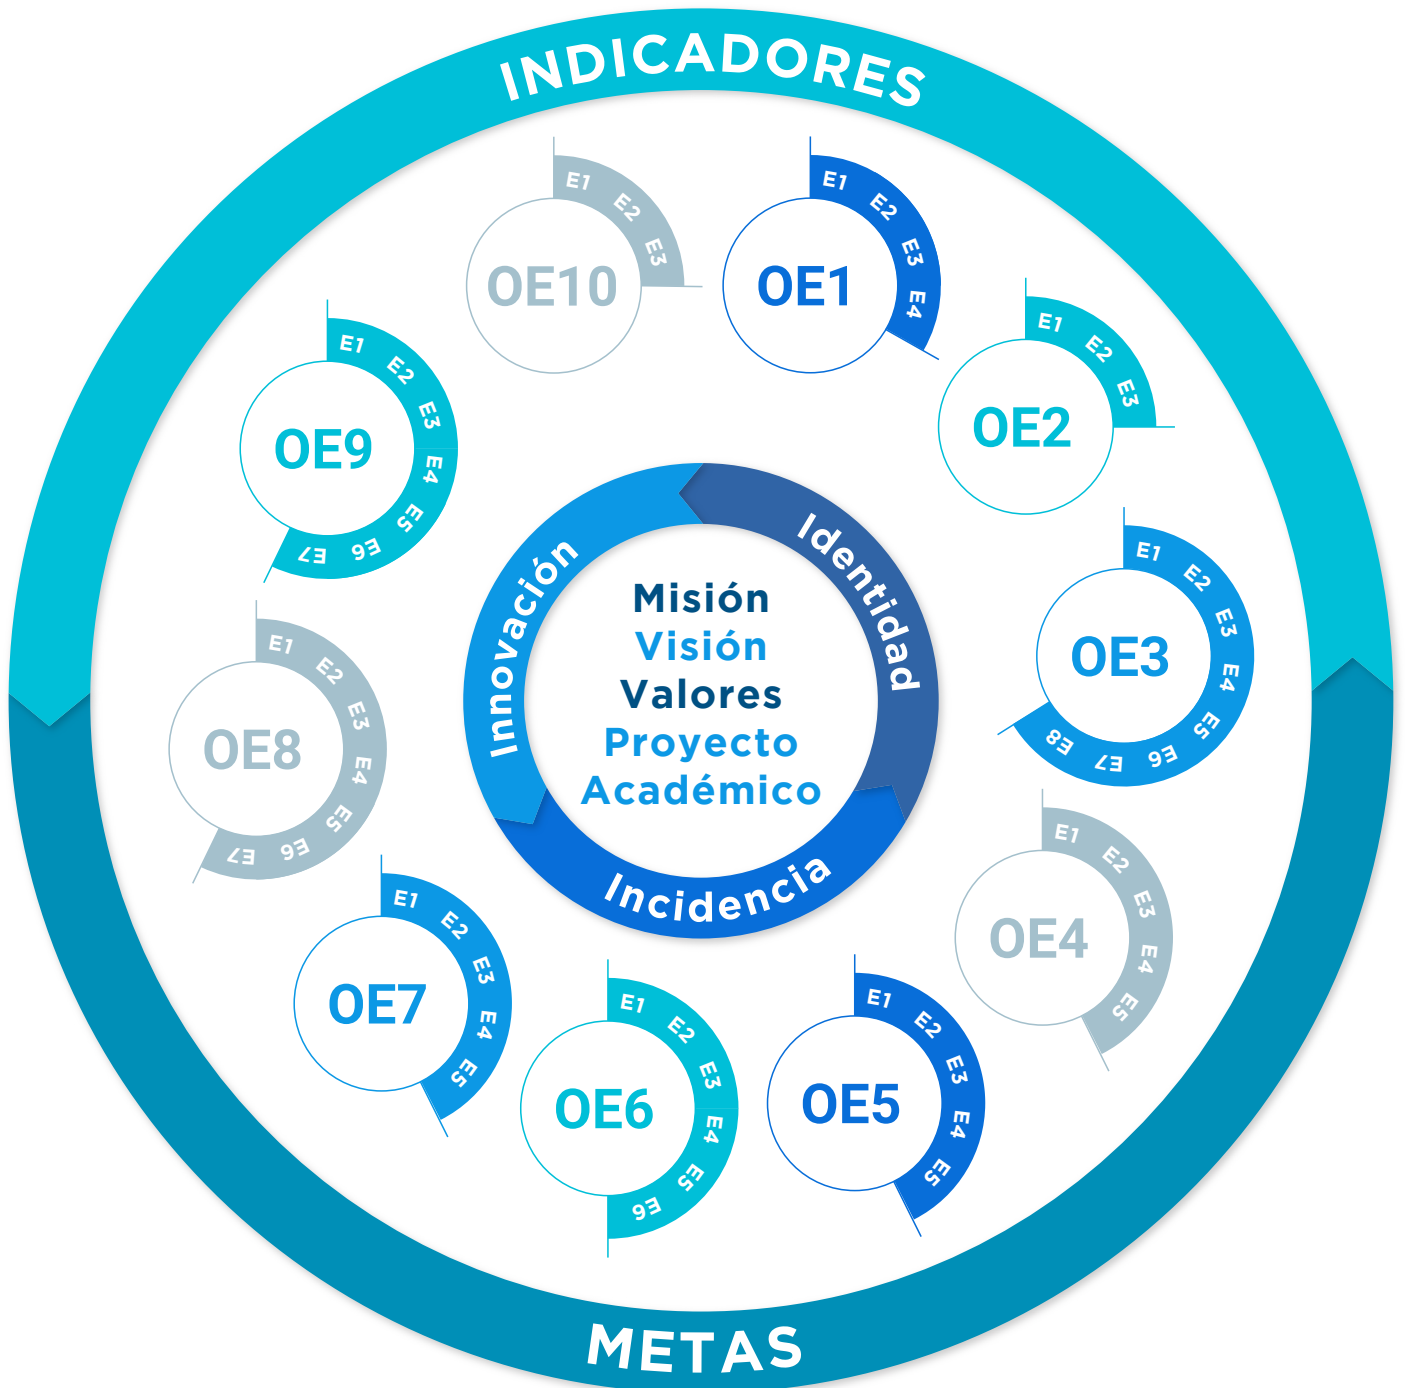 INDICADORES
OE10
E1
E2
E3
OE1
E1
E2
E3
E4
OE2
E1
E2
E3
OE3
E1
E2
E3
E4
E5
E6
E7
E8
OE4
E1
E2
E3
E4
E5
OE5
E1
E2
E3
E4
E5
OE6
E1
E2
E3
E4
E5
E6
OE7
E1
E2
E3
E4
E5
OE8
E1
E2
E3
E4
E5
E6
E7
OE9
E1
E2
E3
E4
E5
E6
E7
Innovación
Identidad
Incidencia
Misión
Visión
Valores
Proyecto
Académico
METAS